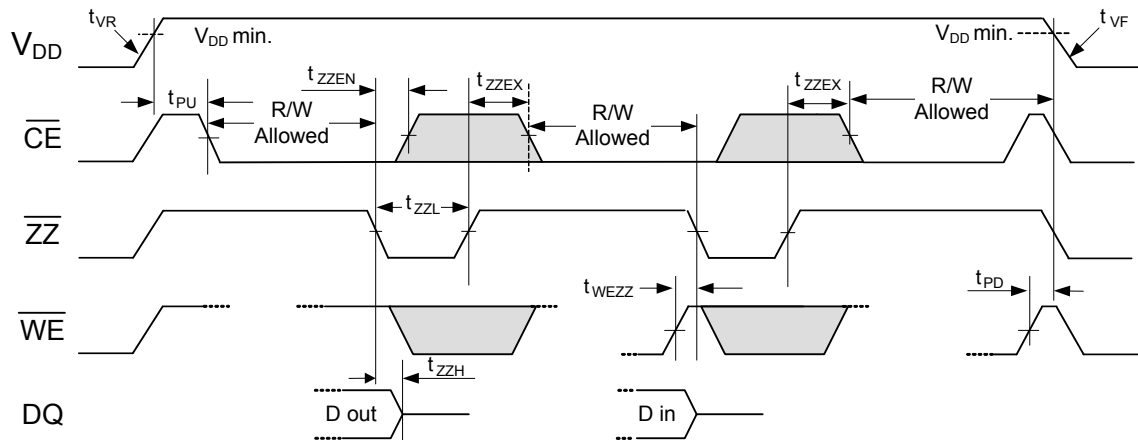 t_VR
V_DD
V_DD min.
V_DD min.
t_VF
t_PU
t_ZZEN
t_ZZEX
t_ZZEX
R/W
Allowed
R/W
Allowed
R/W
Allowed
CE
t_ZZL
ZZ
t_WEZZ
t_PD
WE
t_ZZH
DQ
D out
D in